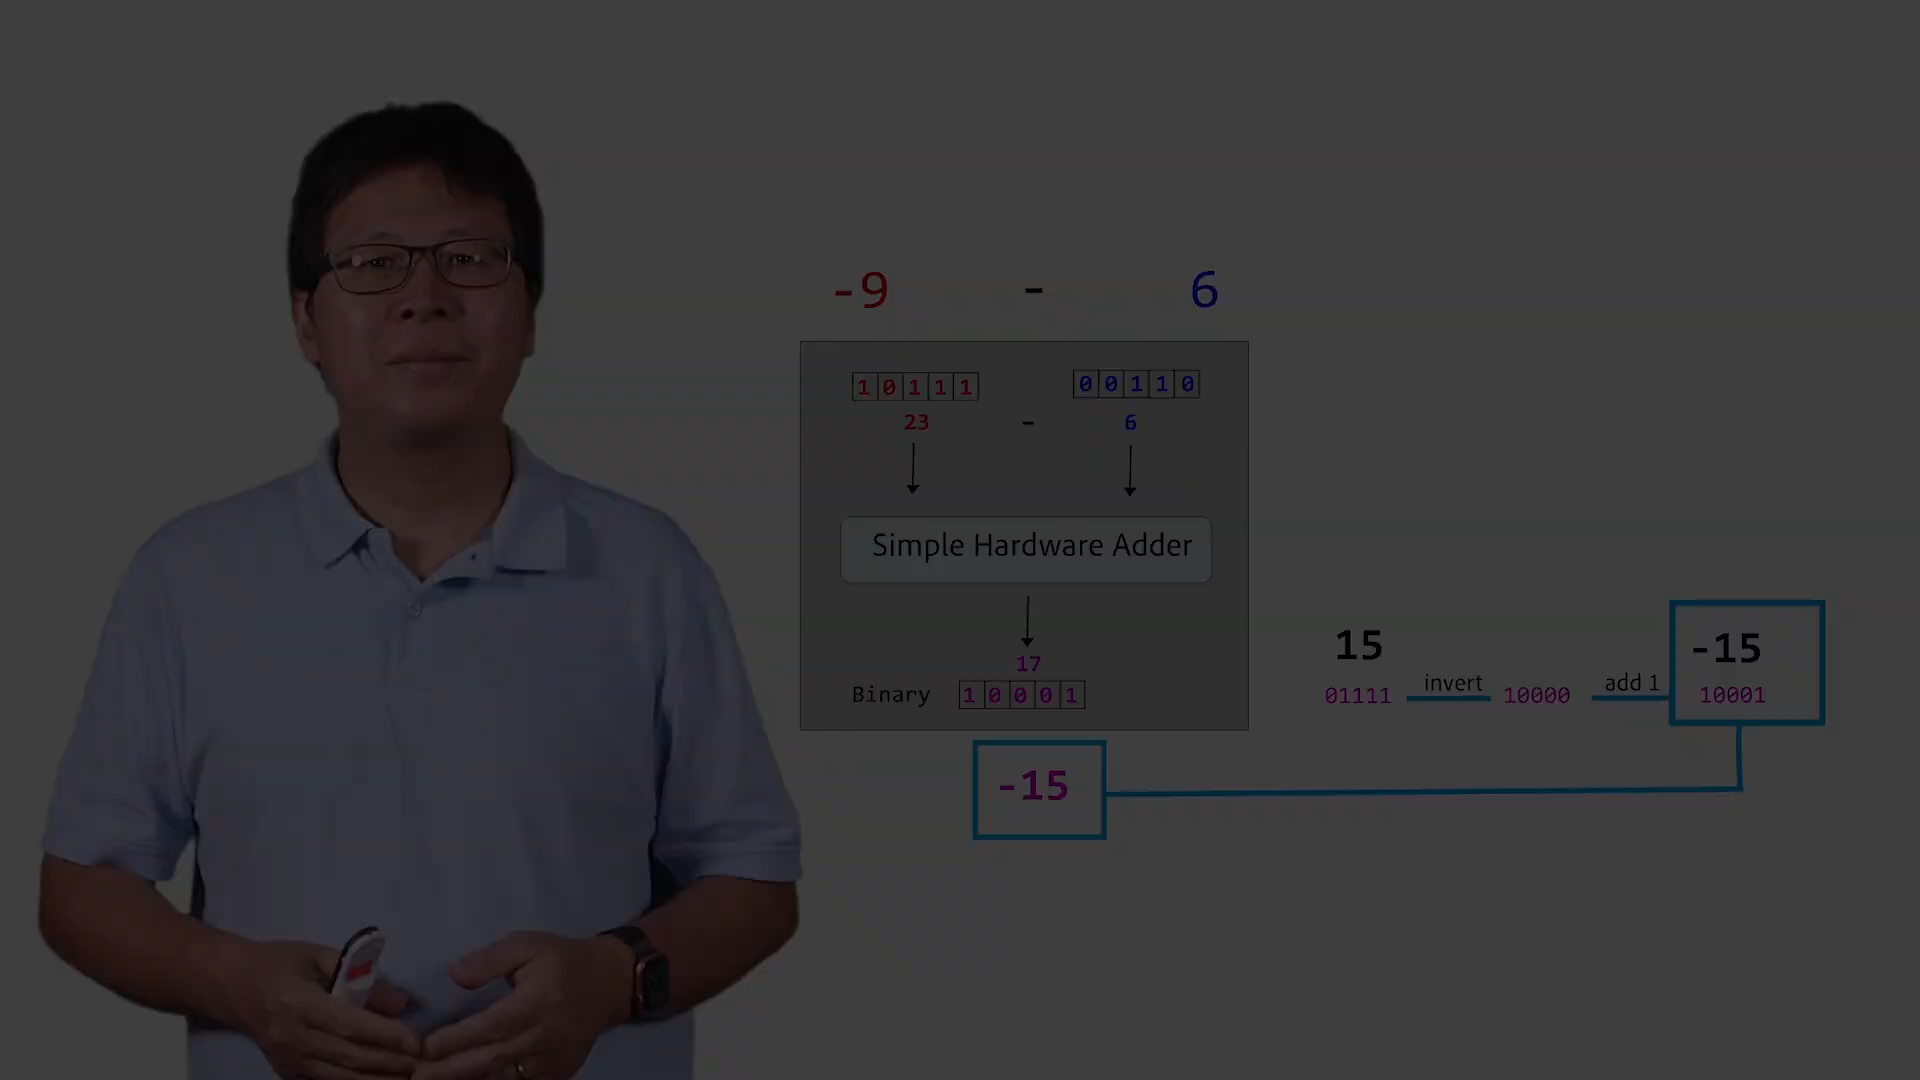 -9 - 6
1 0 1 1 1 0 0 1 1 0
23 - 6
Simple Hardware Adder
17
Binary 1 0 0 0 1
-15
15 -15
01111 invert 10000 add 1 10001